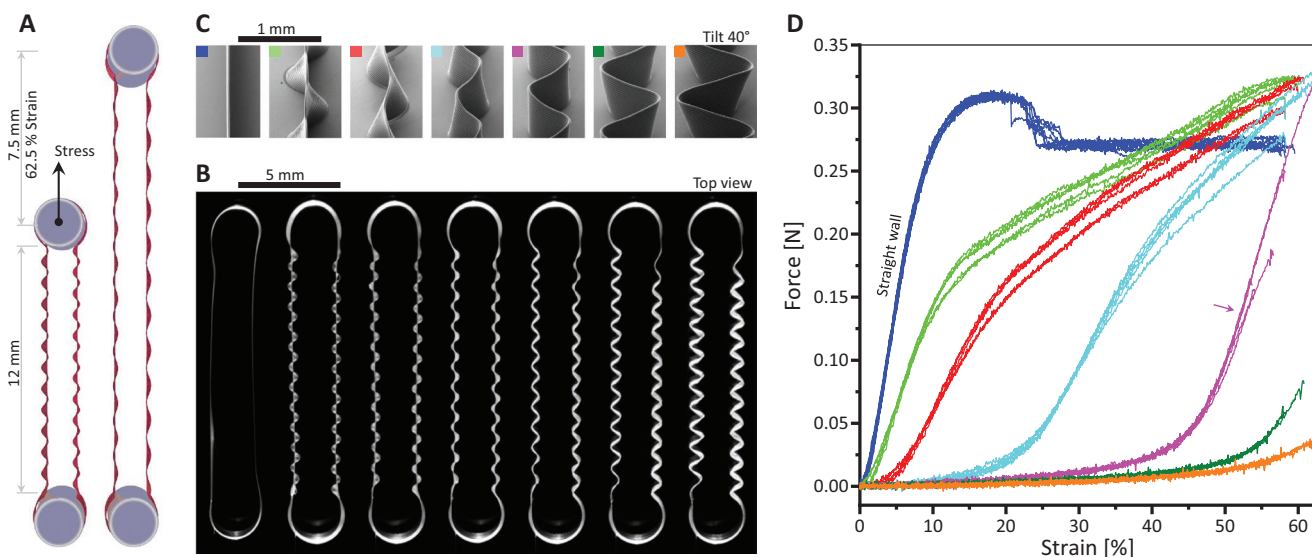 A
7.5 mm
62.5 % Strain
Stress
12 mm
C
1 mm
Tilt 40°
B
5 mm
Top view
D
0.35
0.30
0.25
0.20
0.15
0.10
0.05
0.00
Force [N]
Straight wall
0 10 20 30 40 50 60
Strain [%]